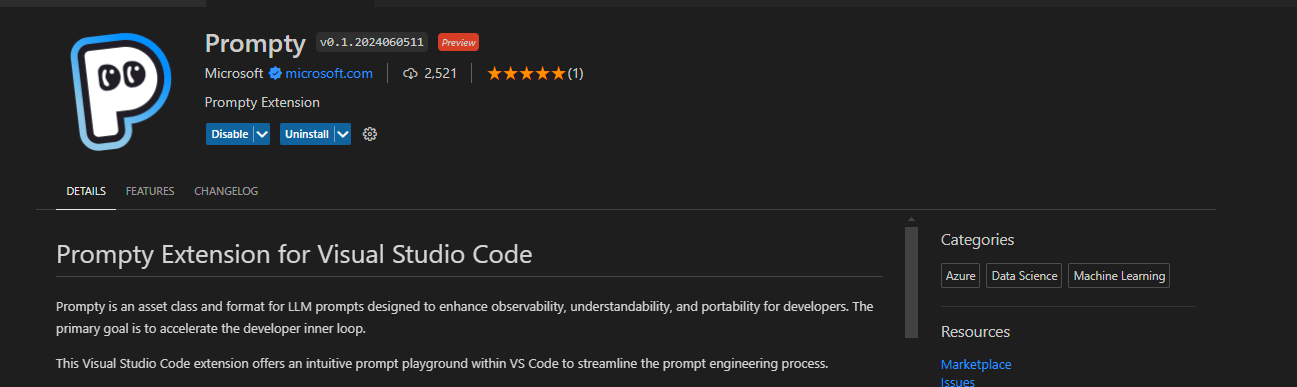 Prompty v0.1.2024060511 Preview
Microsoft microsoft.com 2,521 (1)
Prompty Extension
Disable Uninstall
DETAILS FEATURES CHANGELOG
Prompty Extension for Visual Studio Code
Prompty is an asset class and format for LLM prompts designed to enhance observability, understandability, and portability for developers. The
primary goal is to accelerate the developer inner loop.
This Visual Studio Code extension offers an intuitive prompt playground within VS Code to streamline the prompt engineering process.
Categories
Azure Data Science Machine Learning
Resources
Marketplace
Issues